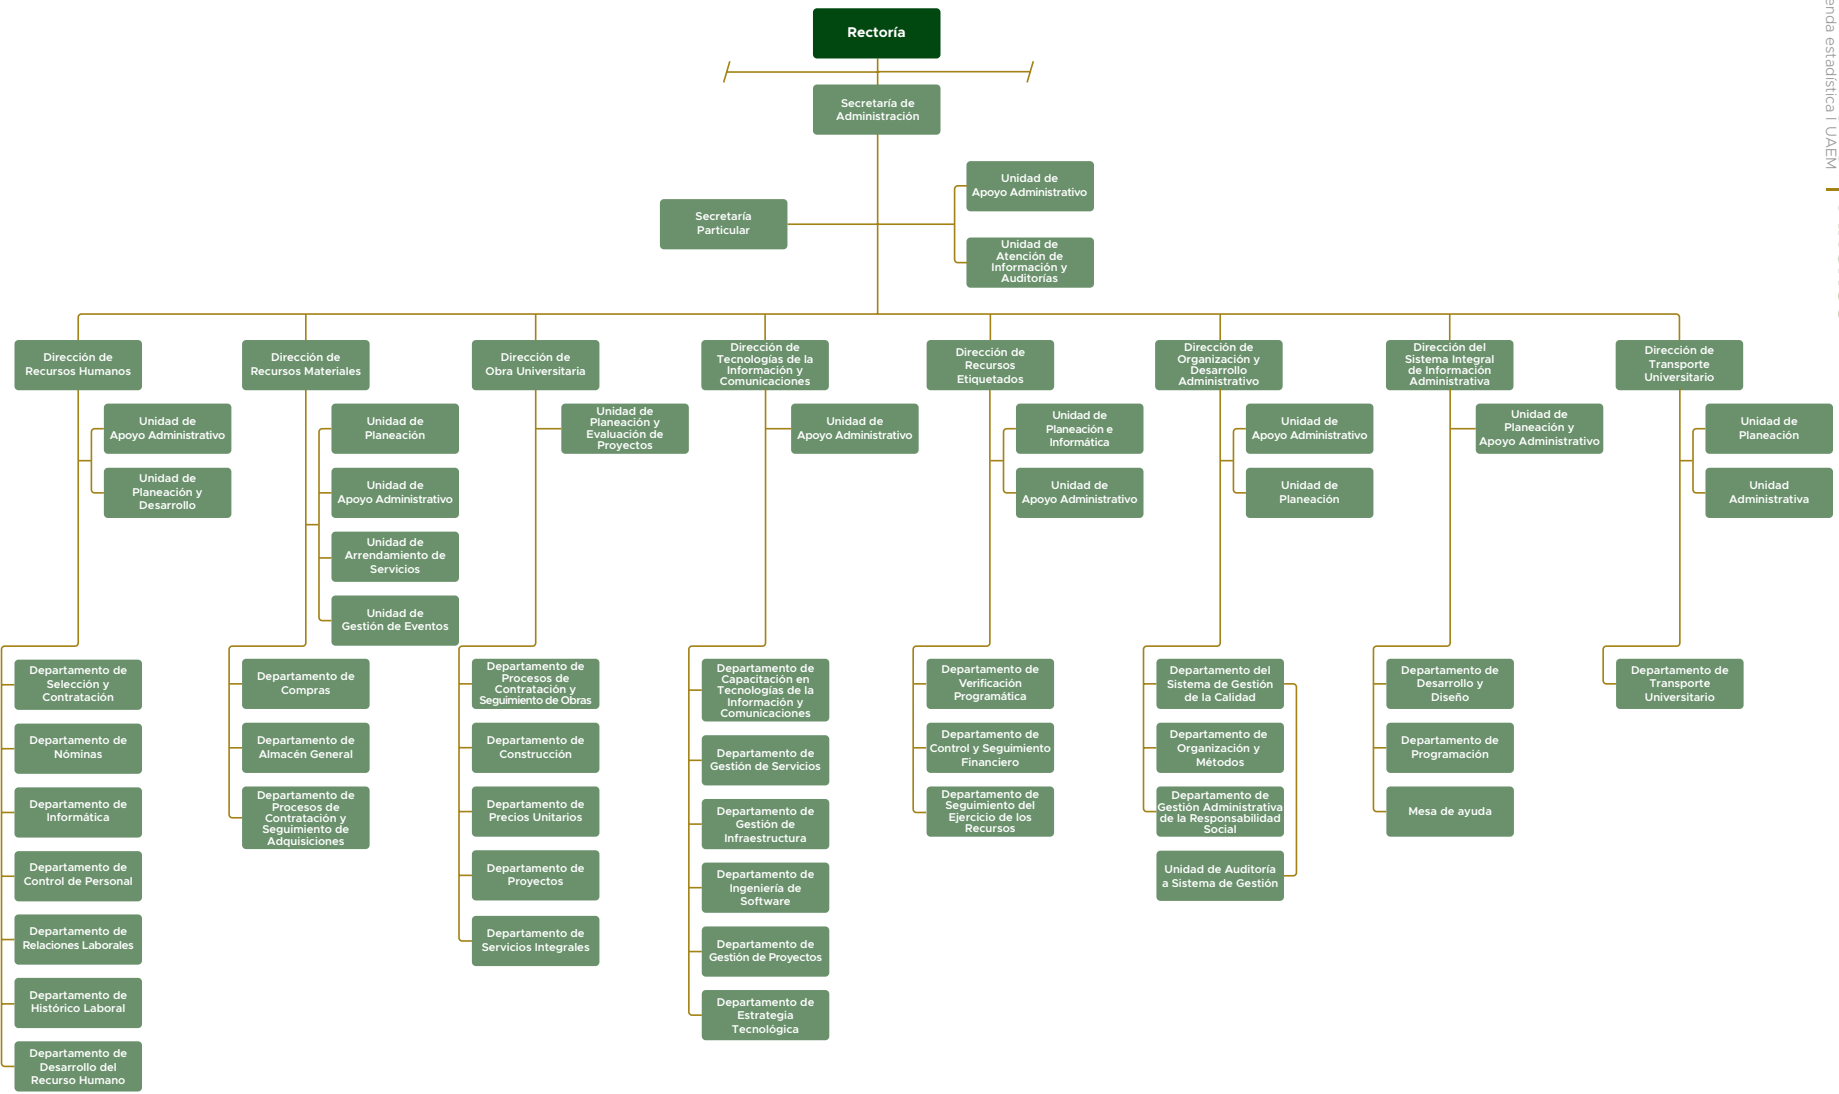 Rectoría
enda estadística | UAEM
Secretaría de
Administración
Unidad de
Apoyo Administrativo
Secretaría
Particular
Unidad de
Atención de
Información y
Auditorías
Dirección de
Recursos Humanos
Dirección de
Recursos Materiales
Dirección de
Obra Universitaria
Dirección de
Tecnologías de la
Información y
Comunicaciones
Dirección de
Recursos
Etiquetados
Dirección de
Organización y
Desarrollo
Administrativo
Dirección del
Sistema Integral
de Información
Administrativa
Dirección de
Transporte
Universitario
Unidad de
Apoyo Administrativo
Unidad de
Planeación y
Desarrollo
Unidad de
Planeación
Unidad de
Apoyo Administrativo
Unidad de
Arrendamiento de
Servicios
Unidad de
Gestión de Eventos
Unidad de
Planeación y
Evaluación de
Proyectos
Unidad de
Apoyo Administrativo
Unidad de
Planeación e
Informática
Unidad de
Apoyo Administrativo
Unidad de
Apoyo Administrativo
Unidad de
Planeación
Unidad de
Planeación y
Apoyo Administrativo
Unidad de
Planeación
Unidad
Administrativa
Departamento de
Selección y
Contratación
Departamento de
Nóminas
Departamento de
Informática
Departamento de
Control de Personal
Departamento de
Relaciones Laborales
Departamento de
Histórico Laboral
Departamento de
Desarrollo del
Recurso Humano
Departamento de
Compras
Departamento de
Almacén General
Departamento de
Procesos de
Contratación y
Seguimiento de
Adquisiciones
Departamento de
Procesos de
Contratación y
Seguimiento de Obras
Departamento de
Construcción
Departamento de
Precios Unitarios
Departamento de
Proyectos
Departamento de
Servicios Integrales
Departamento de
Capacitación en
Tecnologías de la
Información y
Comunicaciones
Departamento de
Gestión de Servicios
Departamento de
Gestión de
Infraestructura
Departamento de
Ingeniería de
Software
Departamento de
Gestión de Proyectos
Departamento de
Estrategia
Tecnológica
Departamento de
Verificación
Programática
Departamento de
Control y Seguimiento
Financiero
Departamento de
Seguimiento del
Ejercicio de los
Recursos
Departamento del
Sistema de Gestión
de la Calidad
Departamento de
Organización y
Métodos
Departamento de
Gestión Administrativa
de la Responsabilidad
Social
Unidad de Auditoría
a Sistema de Gestión
Departamento de
Desarrollo y
Diseño
Departamento de
Programación
Mesa de ayuda
Departamento de
Transporte
Universitario